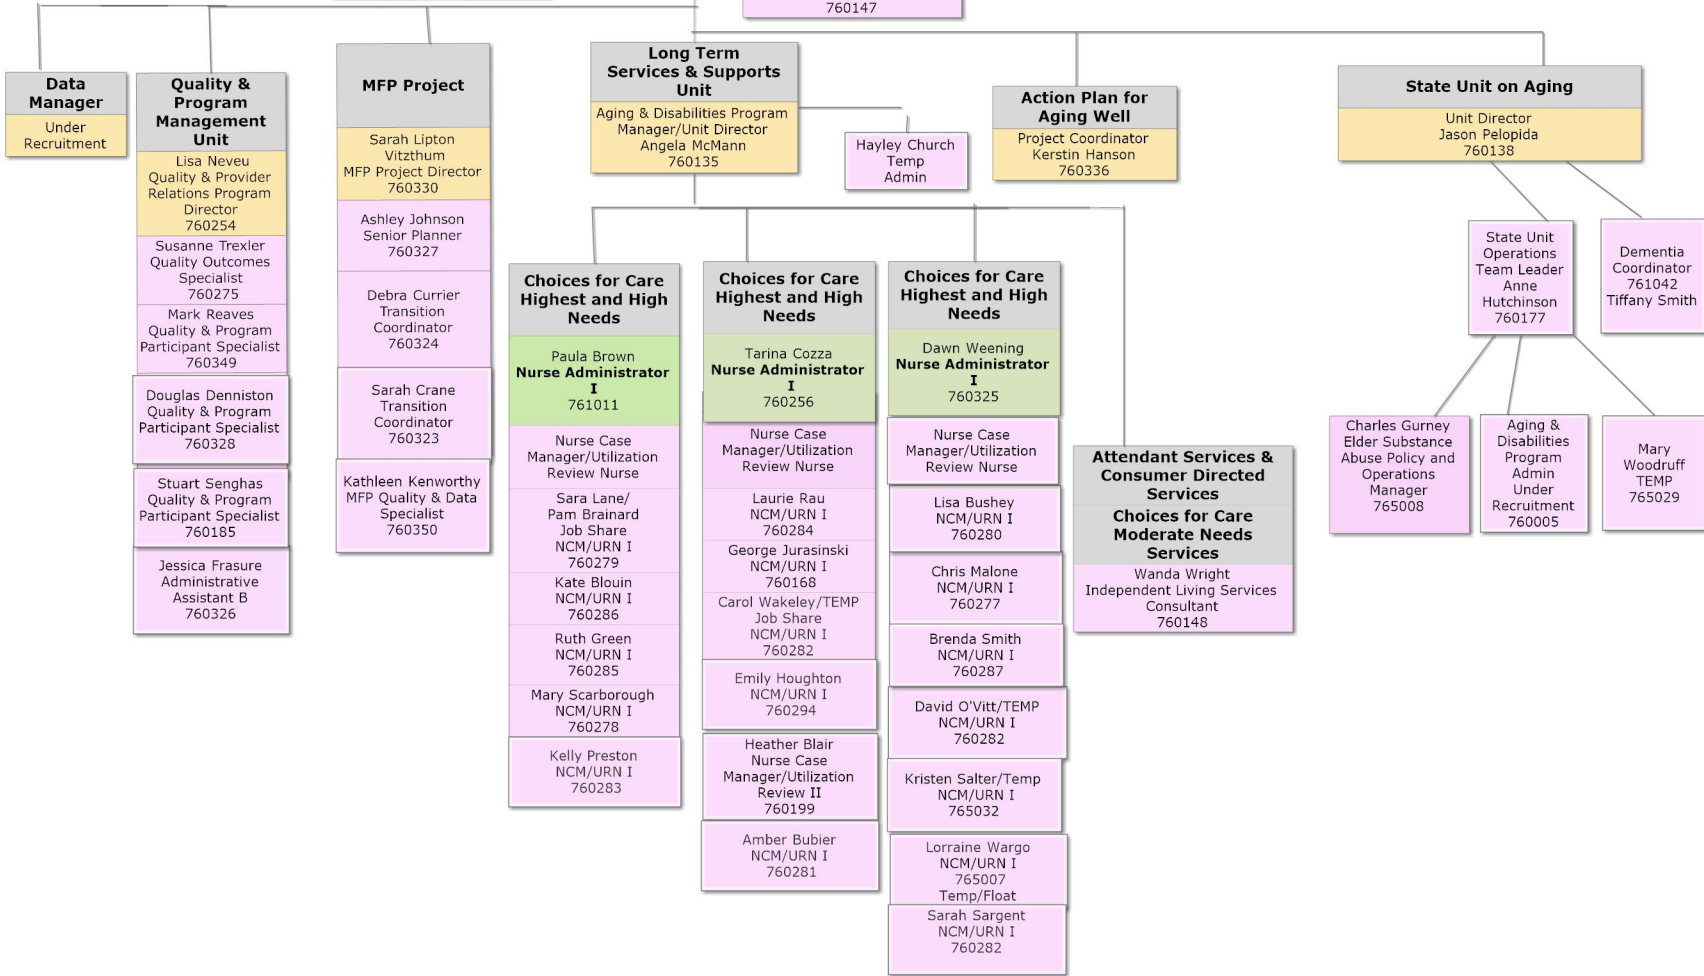 760147
Data
Manager
Under
Recruitment
Quality &
Program
Management
Unit
Lisa Neveu
Quality & Provider
Relations Program
Director
760254
Susanne Trexler
Quality Outcomes
Specialist
760275
Mark Reaves
Quality & Program
Participant Specialist
760349
Douglas Denniston
Quality & Program
Participant Specialist
760328
Stuart Senghas
Quality & Program
Participant Specialist
760185
Jessica Frasure
Administrative
Assistant B
760326
MFP Project
Sarah Lipton
Vitzthum
MFP Project Director
760330
Ashley Johnson
Senior Planner
760327
Debra Currier
Transition
Coordinator
760324
Sarah Crane
Transition
Coordinator
760323
Kathleen Kenworthy
MFP Quality & Data
Specialist
760350
Long Term
Services & Supports
Unit
Aging & Disabilities Program
Manager/Unit Director
Angela McMann
760135
Hayley Church
Temp
Admin
Choices for Care
Highest and High
Needs
Paula Brown
Nurse Administrator
I
761011
Nurse Case
Manager/Utilization
Review Nurse
Sara Lane/
Pam Brainard
Job Share
NCM/URN I
760279
Kate Blouin
NCM/URN I
760286
Ruth Green
NCM/URN I
760285
Mary Scarborough
NCM/URN I
760278
Kelly Preston
NCM/URN I
760283
Choices for Care
Highest and High
Needs
Tarina Cozza
Nurse Administrator
I
760256
Nurse Case
Manager/Utilization
Review Nurse
Laurie Rau
NCM/URN I
760284
George Jurasinski
NCM/URN I
760168
Carol Wakeley/TEMP
Job Share
NCM/URN I
760282
Emily Houghton
NCM/URN I
760294
Heather Blair
Nurse Case
Manager/Utilization
Review II
760199
Amber Bubier
NCM/URN I
760281
Choices for Care
Highest and High
Needs
Dawn Weening
Nurse Administrator
I
760325
Nurse Case
Manager/Utilization
Review Nurse
Lisa Bushey
NCM/URN I
760280
Chris Malone
NCM/URN I
760277
Brenda Smith
NCM/URN I
760287
David O'Vitt/TEMP
NCM/URN I
760282
Kristen Salter/Temp
NCM/URN I
765032
Lorraine Wargo
NCM/URN I
765007
Temp/Float
Sarah Sargent
NCM/URN I
760282
Attendant Services &
Consumer Directed
Services
Choices for Care
Moderate Needs
Services
Wanda Wright
Independent Living Services
Consultant
760148
Action Plan for
Aging Well
Project Coordinator
Kerstin Hanson
760336
State Unit on Aging
Unit Director
Jason Pelopida
760138
State Unit
Operations
Team Leader
Anne
Hutchinson
760177
Dementia
Coordinator
761042
Tiffany Smith
Charles Gurney
Elder Substance
Abuse Policy and
Operations
Manager
765008
Aging &
Disabilities
Program
Admin
Under
Recruitment
760005
Mary
Woodruff
TEMP
765029